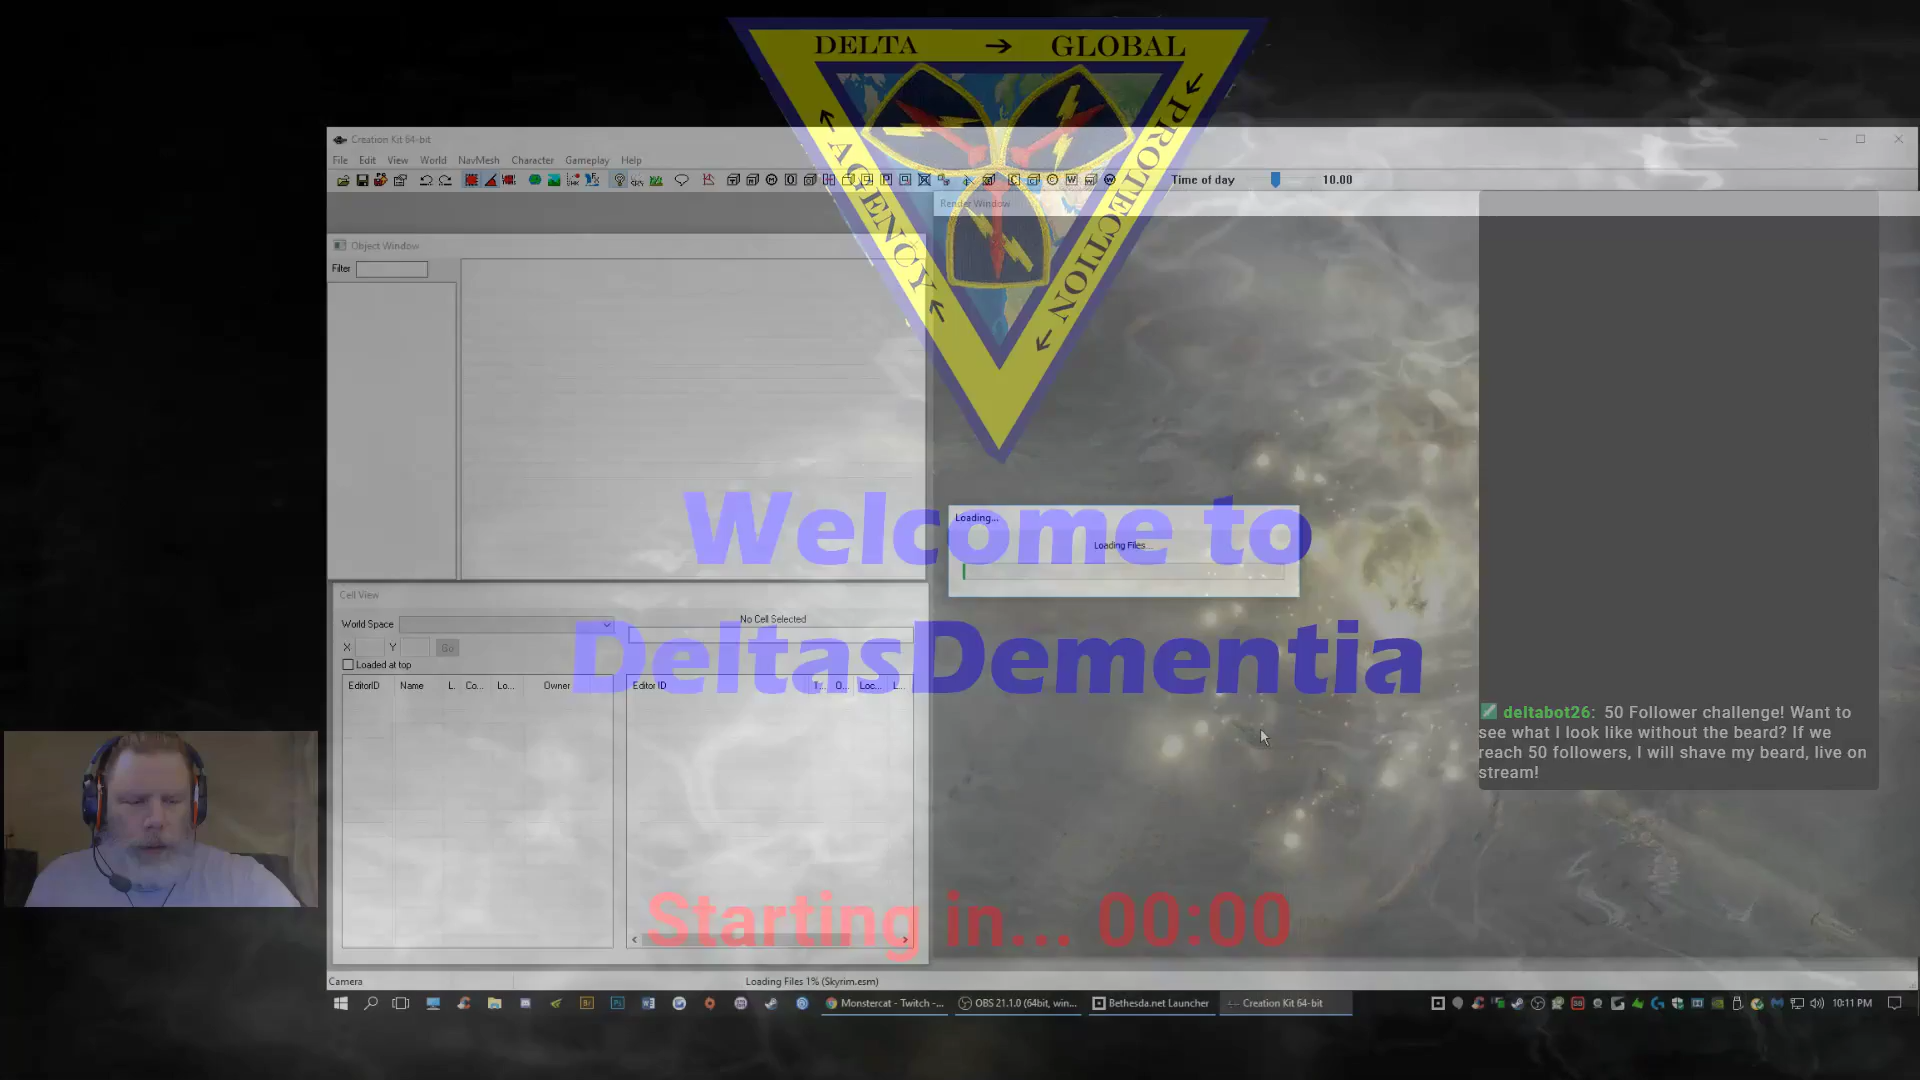 DELTA → GLOBAL
→ PROTECTION →
→ AGENCY →
Creation Kit 64-bit
File Edit View World NavMesh Character Gameplay Help
Time of day 10.00
Render Window
Object Window
Filter
Loading...
Loading Files...
Welcome to
DeltasDementia
Cell View
World Space
No Cell Selected
X Y Go
Loaded at top
EditorID Name L. Co... Lo... Owner
Editor ID T... O... Loc... L...
deltabot26: 50 Follower challenge! Want to
see what I look like without the beard? If we
reach 50 followers, I will shave my beard, live on
stream!
Starting in... 00:00
Camera
Loading Files 1% (Skyrim.esm)
Monstercat - Twitch -...
OBS 21.1.0 (64bit, win...
Bethesda.net Launcher
Creation Kit 64-bit
10:11 PM